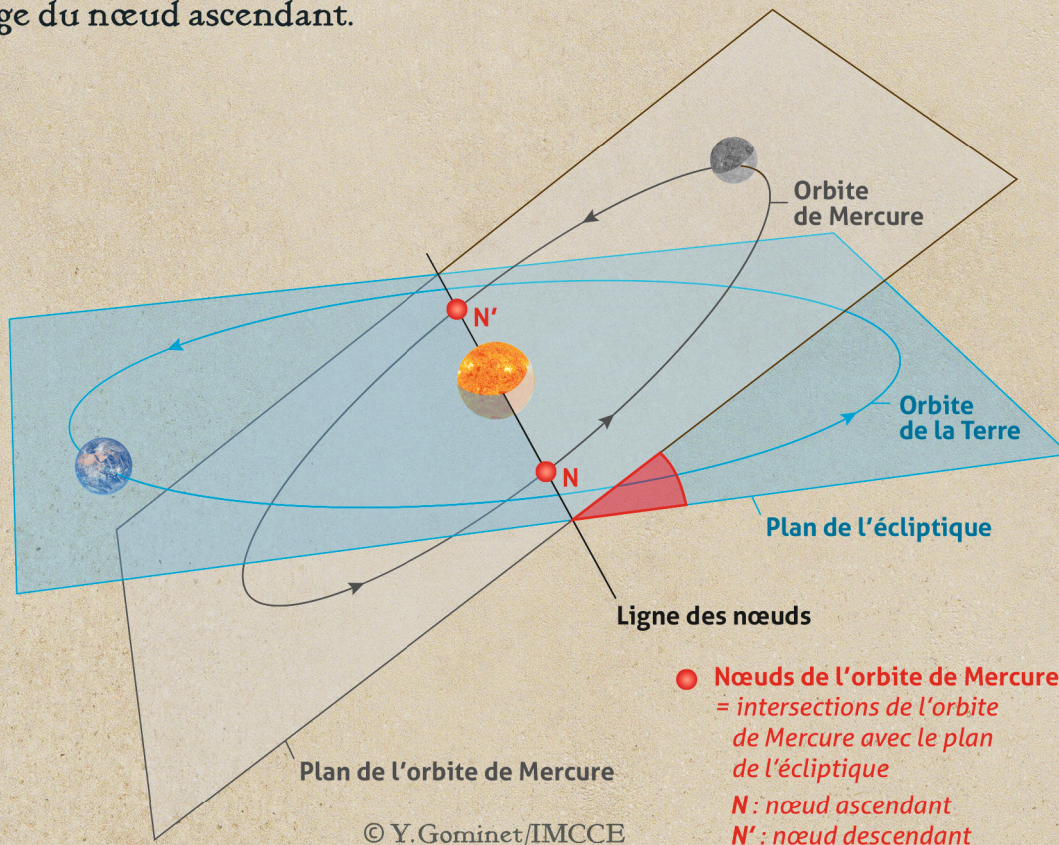 du nœud ascendant.
Orbite
de Mercure
N’
Orbite
de la Terre
N
Plan de l’écliptique
Ligne des nœuds
Nœuds de l’orbite de Mercure
= intersections de l’orbite
de Mercure avec le plan
de l’écliptique
Plan de l’orbite de Mercure
N : nœud ascendant
N’ : nœud descendant
© Y.Gominet/IMCCE